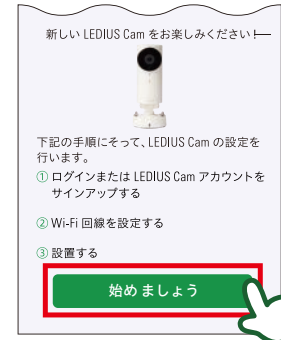 新しい LEDIUS Cam をお楽しみください!
下記の手順にそって、LEDIUS Cam の設定を
行います。
① ログインまたは LEDIUS Cam アカウントを
サインアップする
② Wi-Fi 回線を設定する
③ 設置する
始めましょう